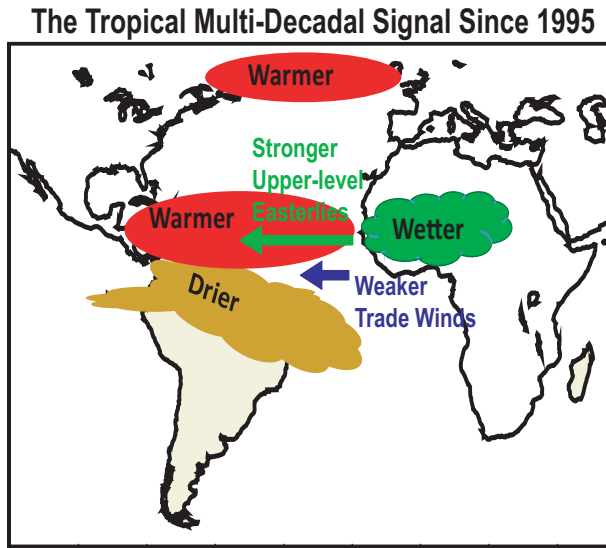 The Tropical Multi-Decadal Signal Since 1995
Warmer
Stronger
Upper-level
Easterlies
Warmer
Wetter
Drier
Weaker
Trade Winds